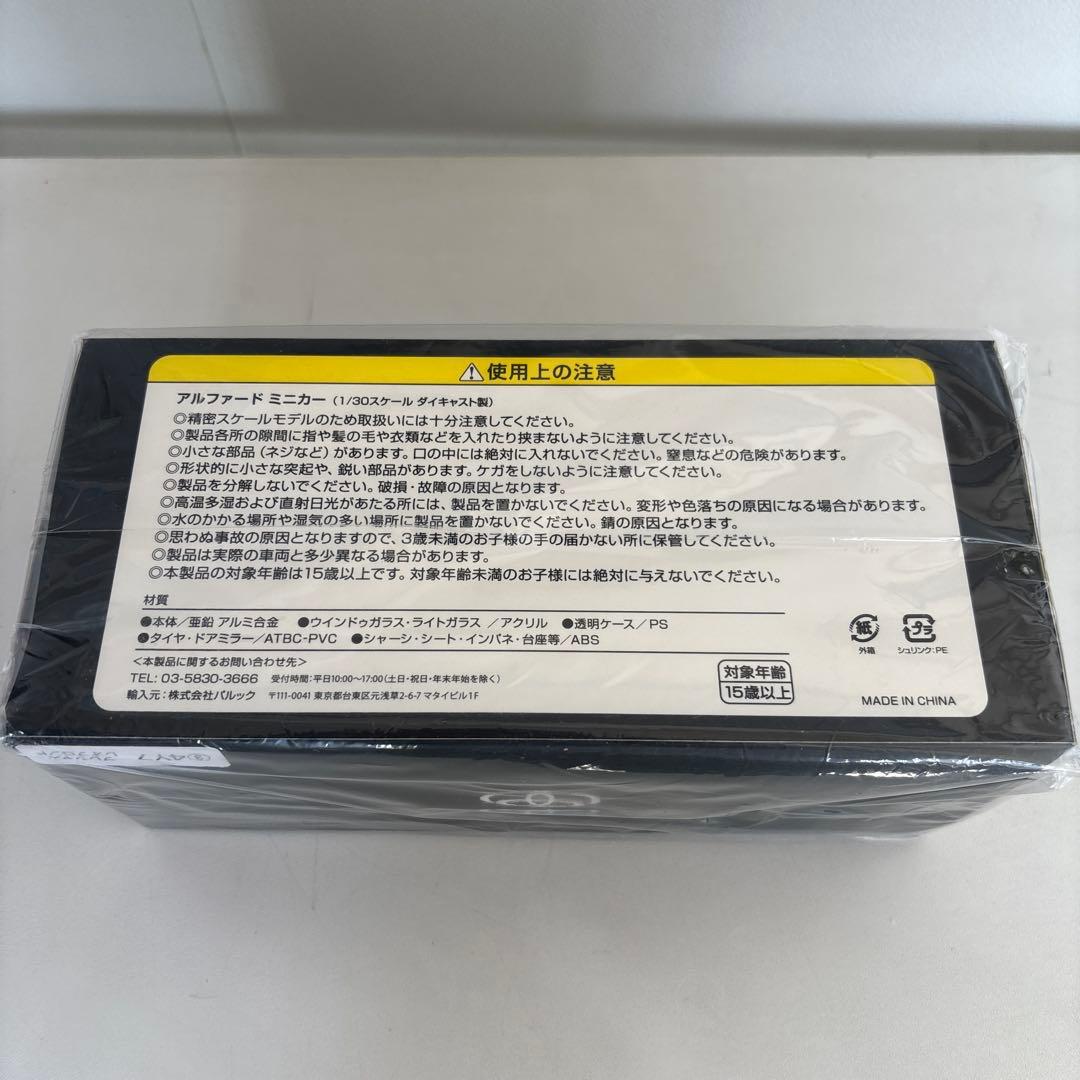 ⚠使用上の注意
アルファード ミニカー（1/30スケール ダイキャスト製）
◎精密スケールモデルのため取扱いには十分注意してください。
◎製品各所の隙間に指や髪の毛や衣類などを入れたり挟まないように注意してください。
◎小さな部品（ネジなど）があります。口の中には絶対に入れないでください。窒息などの危険があります。
◎形状的に小さな突起や、鋭い部品があります。ケガをしないように注意してください。
◎製品を分解しないでください。破損・故障の原因となります。
◎高温多湿および直射日光があたる所には、製品を置かないでください。変形や色落ちの原因になる場合があります。
◎水のかかる場所や湿気の多い場所に製品を置かないでください。錆の原因となります。
◎思わぬ事故の原因となりますので、3歳未満のお子様の手の届かない所に保管してください。
◎製品は実際の車両と多少異なる場合があります。
◎本製品の対象年齢は15歳以上です。対象年齢未満のお子様には絶対に与えないでください。
材質
●本体／亜鉛 アルミ合金 ●ウインドゥガラス・ライトガラス ／アクリル ●透明ケース／PS
●タイヤ・ドアミラー／ATBC-PVC ●シャーシ・シート・インパネ・台座等／ABS
紙
外箱
プラ
シュリンク:PE
＜本製品に関するお問い合わせ先＞
TEL: 03-5830-3666 受付時間：平日10:00〜17:00（土日・祝日・年末年始を除く）
輸入元：株式会社バルック 〒111-0041 東京都台東区元浅草2-6-7 マタイビル1F
対象年齢
15歳以上
MADE IN CHINA